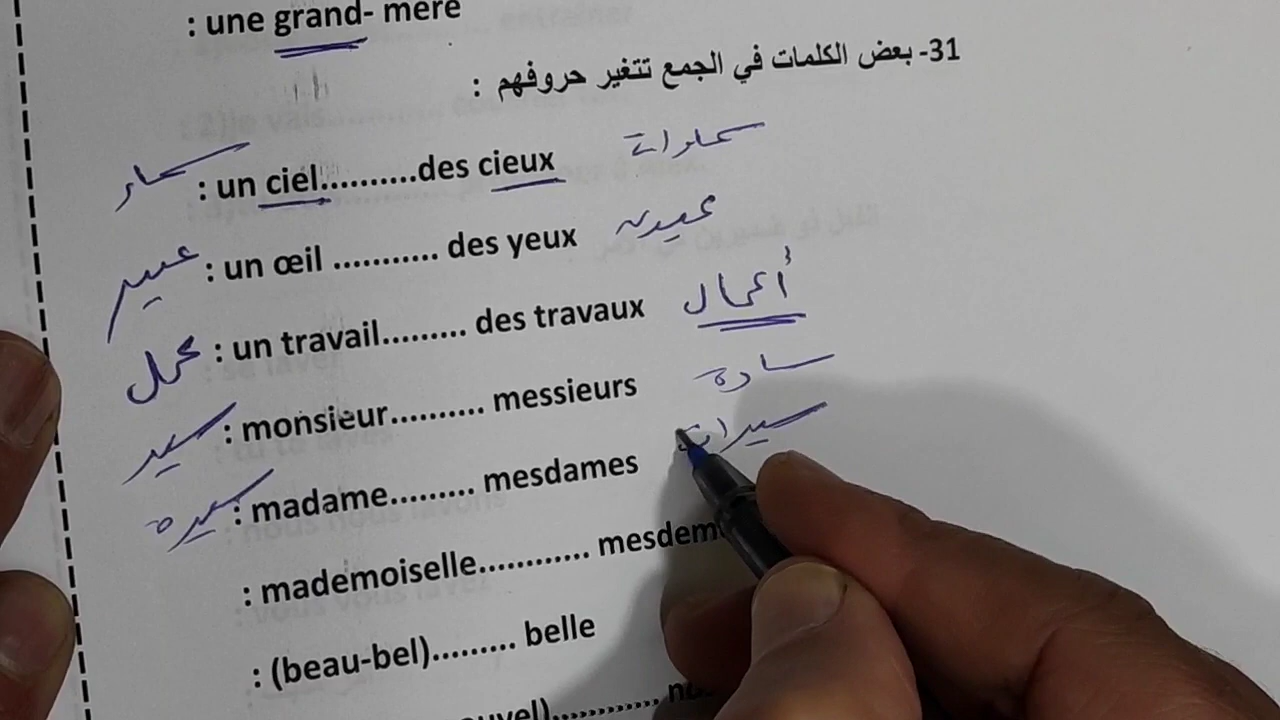 : une grand- mère
31- بعض الكلمات في الجمع تتغير حروفهم :
سماء : un ciel..........des cieux سماوات
عين : un œil ........... des yeux عيون
عمل : un travail......... des travaux أعمال
سيد : monsieur.......... messieurs سادة
سيدة : madame......... mesdames سيدات
: mademoiselle...........
: (beau-bel)......... belle